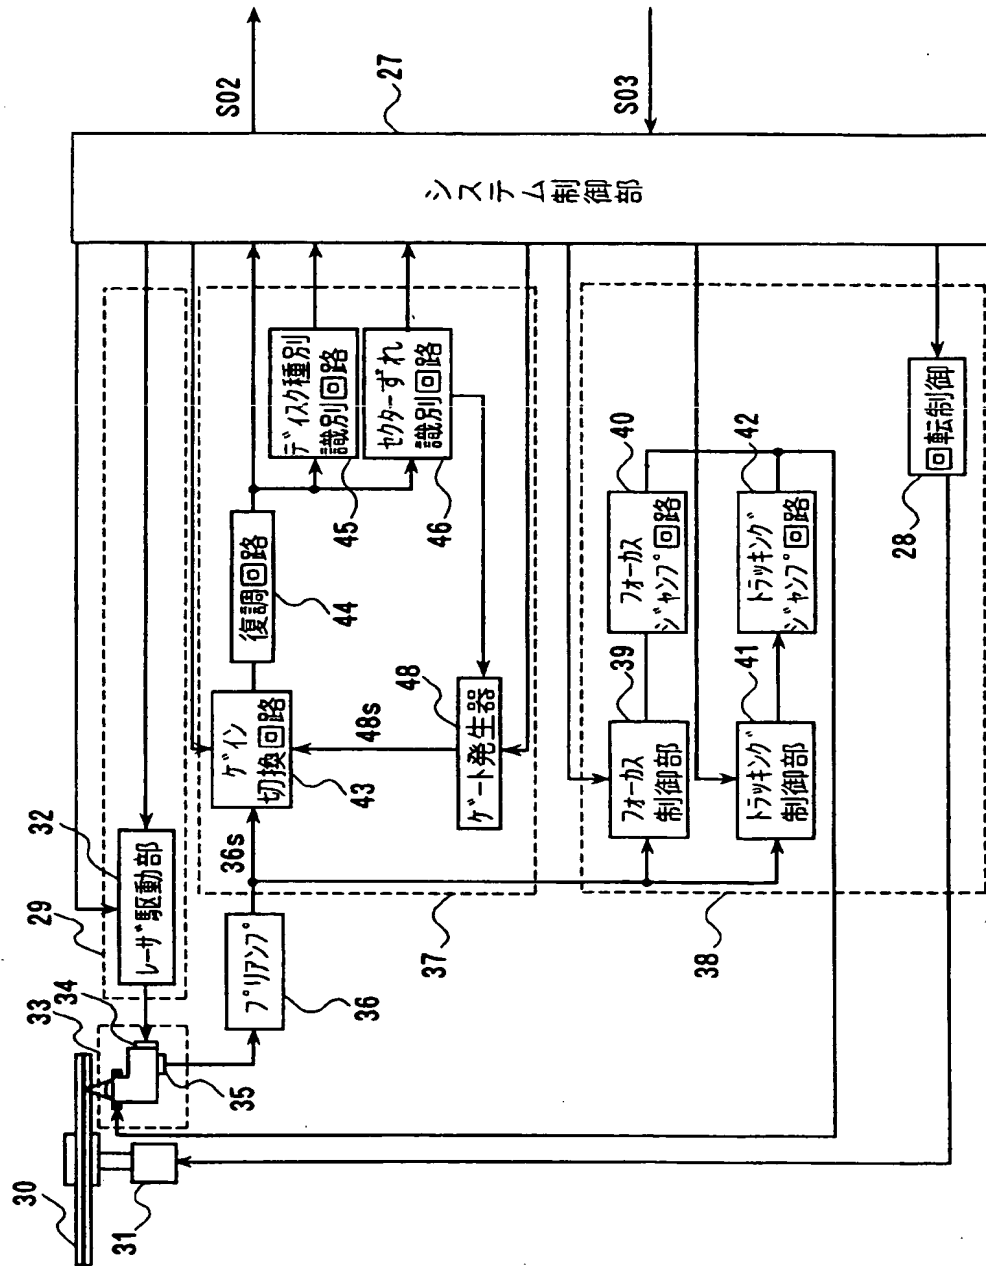 30
31
33
34
35
29
32
レーザ駆動部
プリアンプ
36
36s
37
ゲイン
切換回路
43
復調回路
44
ディスク種別
識別回路
45
セクターずれ
識別回路
46
48s
48
ゲート発生器
38
フォーカス
制御部
39
フォーカス
ジャンプ回路
40
トラッキング
制御部
41
トラッキング
ジャンプ回路
42
回転制御
28
システム制御部
27
S02
S03